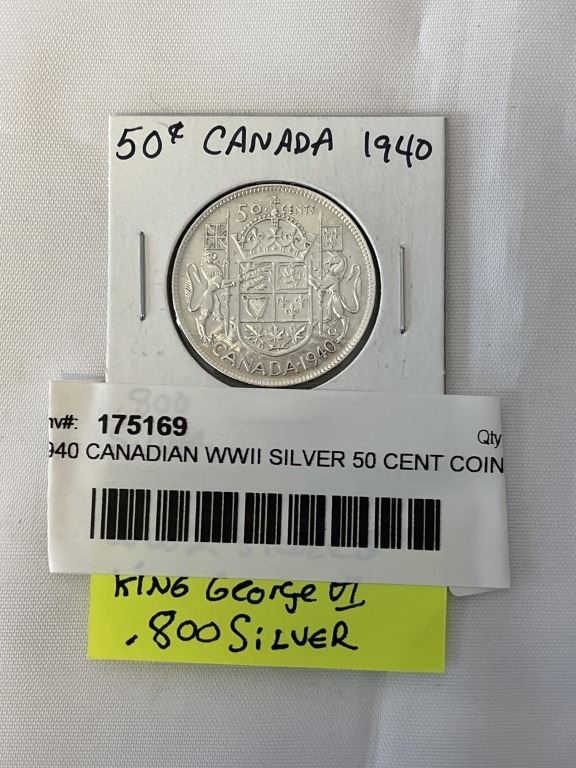 50¢ CANADA 1940
50 CENTS
CANADA·1940
nv#: 175169 Qty
940 CANADIAN WWII SILVER 50 CENT COIN
KING George VI
.800 SILVER